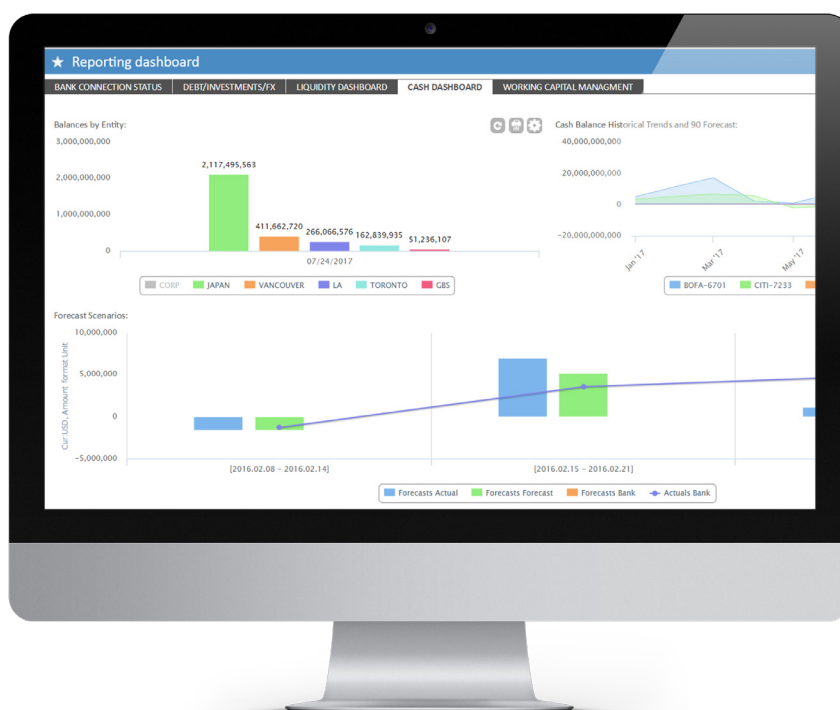 ★ Reporting dashboard
BANK CONNECTION STATUS DEBT/INVESTMENTS/FX LIQUIDITY DASHBOARD CASH DASHBOARD WORKING CAPITAL MANAGMENT
Balances by Entity:
3,000,000,000
2,000,000,000
1,000,000,000
0
2,117,495,563
411,662,720
266,066,576
162,839,935
51,236,107
07/24/2017
CORP JAPAN VANCOUVER LA TORONTO GBS
Cash Balance Historical Trends and 90 Forecast:
40,000,000,000
20,000,000,000
0
-20,000,000,000
Jan '17 Mar '17 May '17
BOFA-6701 CITI-7233
Forecast Scenarios:
Cur:USD, Amount format:Unit
10,000,000
5,000,000
0
-5,000,000
[2016.02.08 - 2016.02.14] [2016.02.15 - 2016.02.21]
Forecasts Actual Forecasts Forecast Forecasts Bank Actuals Bank